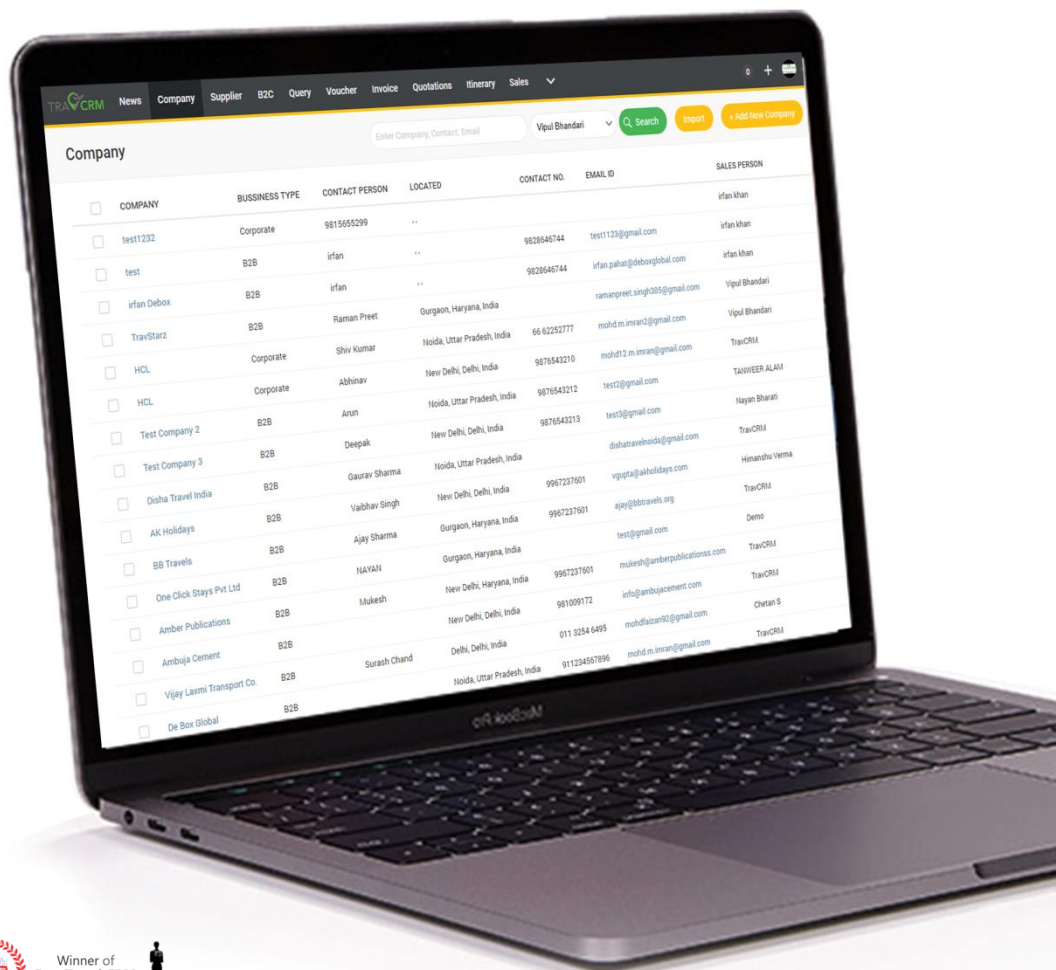 TRAVCRM News Company Supplier B2C Query Voucher Invoice Quotations Itinerary Sales 0 +
Company Enter Company, Contact, Email Vipul Bhandari Search Import + Add New Company
COMPANY BUSSINESS TYPE CONTACT PERSON LOCATED CONTACT NO. EMAIL ID SALES PERSON
test1232 Corporate 9815655299 , , irfan khan
test B2B irfan , , 9828646744 test1123@gmail.com irfan khan
irfan Debox B2B irfan , , 9828646744 irfan.pahat@deboxglobal.com irfan khan
TravStarz B2B Raman Preet Gurgaon, Haryana, India ramanpreet.singh385@gmail.com Vipul Bhandari
HCL Corporate Shiv Kumar Noida, Uttar Pradesh, India 66 62252777 mohd.m.imran2@gmail.com Vipul Bhandari
HCL Corporate Abhinav New Delhi, Delhi, India 9876543210 mohd12.m.imran@gmail.com TravCRM
Test Company 2 B2B Arun Noida, Uttar Pradesh, India 9876543212 test2@gmail.com TANWEER ALAM
Test Company 3 B2B Deepak New Delhi, Delhi, India 9876543213 test3@gmail.com Nayan Bharati
Disha Travel India B2B Gaurav Sharma Noida, Uttar Pradesh, India dishatravelnoida@gmail.com TravCRM
AK Holidays B2B Vaibhav Singh New Delhi, Delhi, India 9967237601 vgupta@akholidays.com Himanshu Verma
BB Travels B2B Ajay Sharma Gurgaon, Haryana, India 9967237601 ajay@bbtravels.org TravCRM
One Click Stays Pvt Ltd B2B NAYAN Gurgaon, Haryana, India test@gmail.com Demo
Amber Publications B2B Mukesh New Delhi, Haryana, India 9967237601 mukesh@amberpublicationss.com TravCRM
Ambuja Cement B2B New Delhi, Delhi, India 981009172 info@ambujacement.com TravCRM
Vijay Laxmi Transport Co. B2B Surash Chand Delhi, Delhi, India 011 3254 6495 mohdfaizan92@gmail.com Chetan S
De Box Global B2B Noida, Uttar Pradesh, India 911234567896 mohd.m.imran@gmail.com TravCRM
MacBook Pro
Winner of